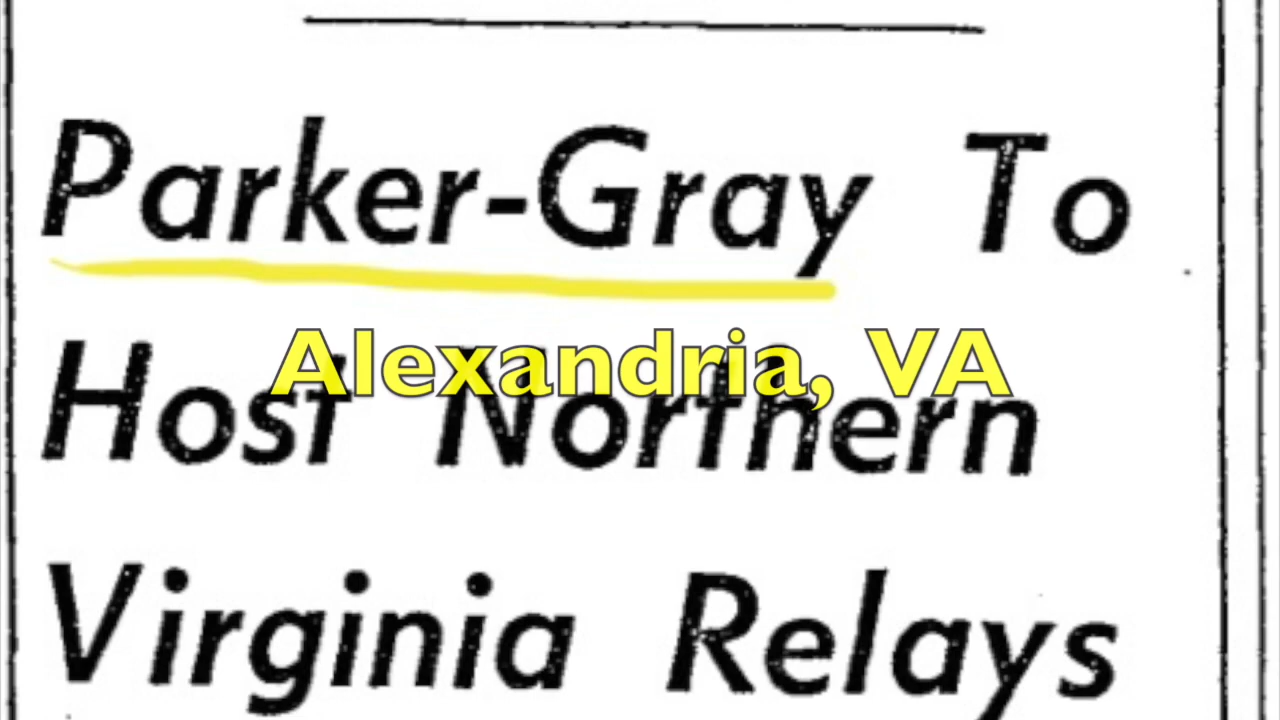 Parker-Gray To
Alexandria, VA
Host Northern
Virginia Relays